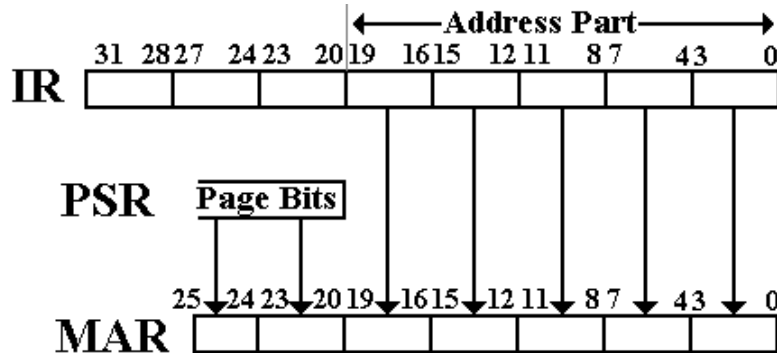 Address Part
31 28 27 24 23 20 19 16 15 12 11 8 7 4 3 0
IR
PSR Page Bits
25 24 23 20 19 16 15 12 11 8 7 4 3 0
MAR